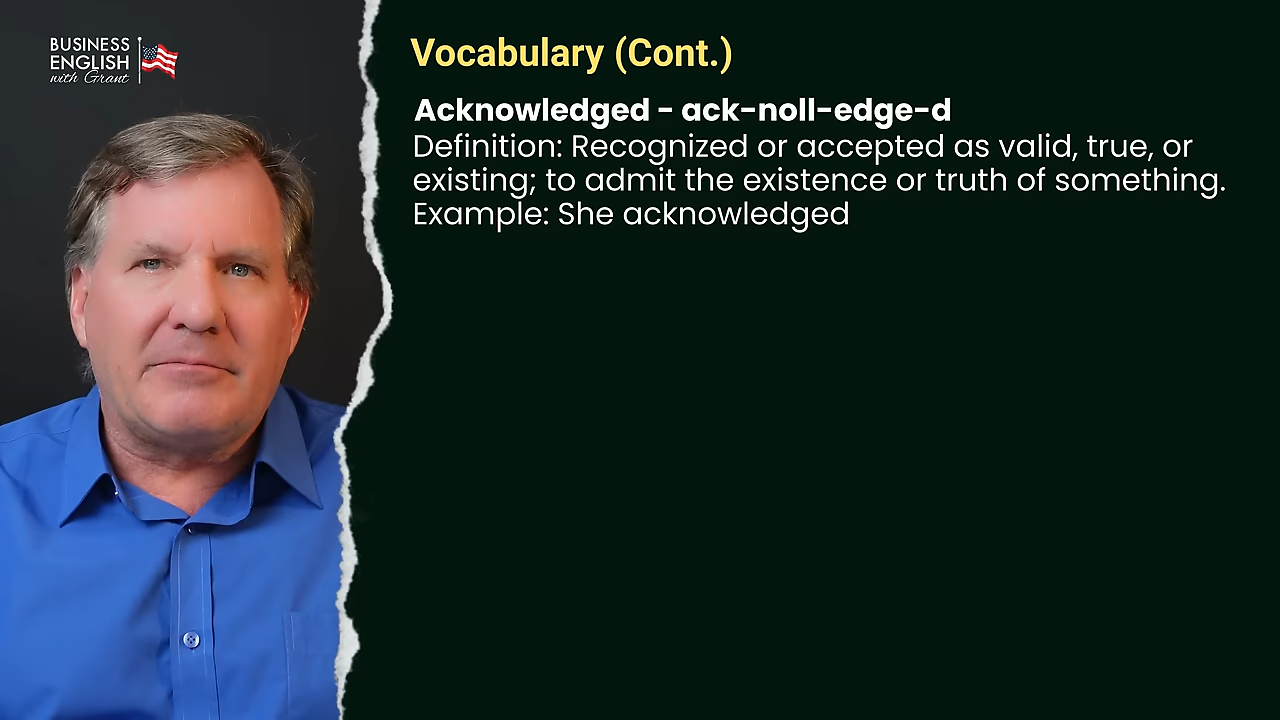 BUSINESS
ENGLISH
with Grant
Vocabulary (Cont.)
Acknowledged - ack-noll-edge-d
Definition: Recognized or accepted as valid, true, or
existing; to admit the existence or truth of something.
Example: She acknowledged